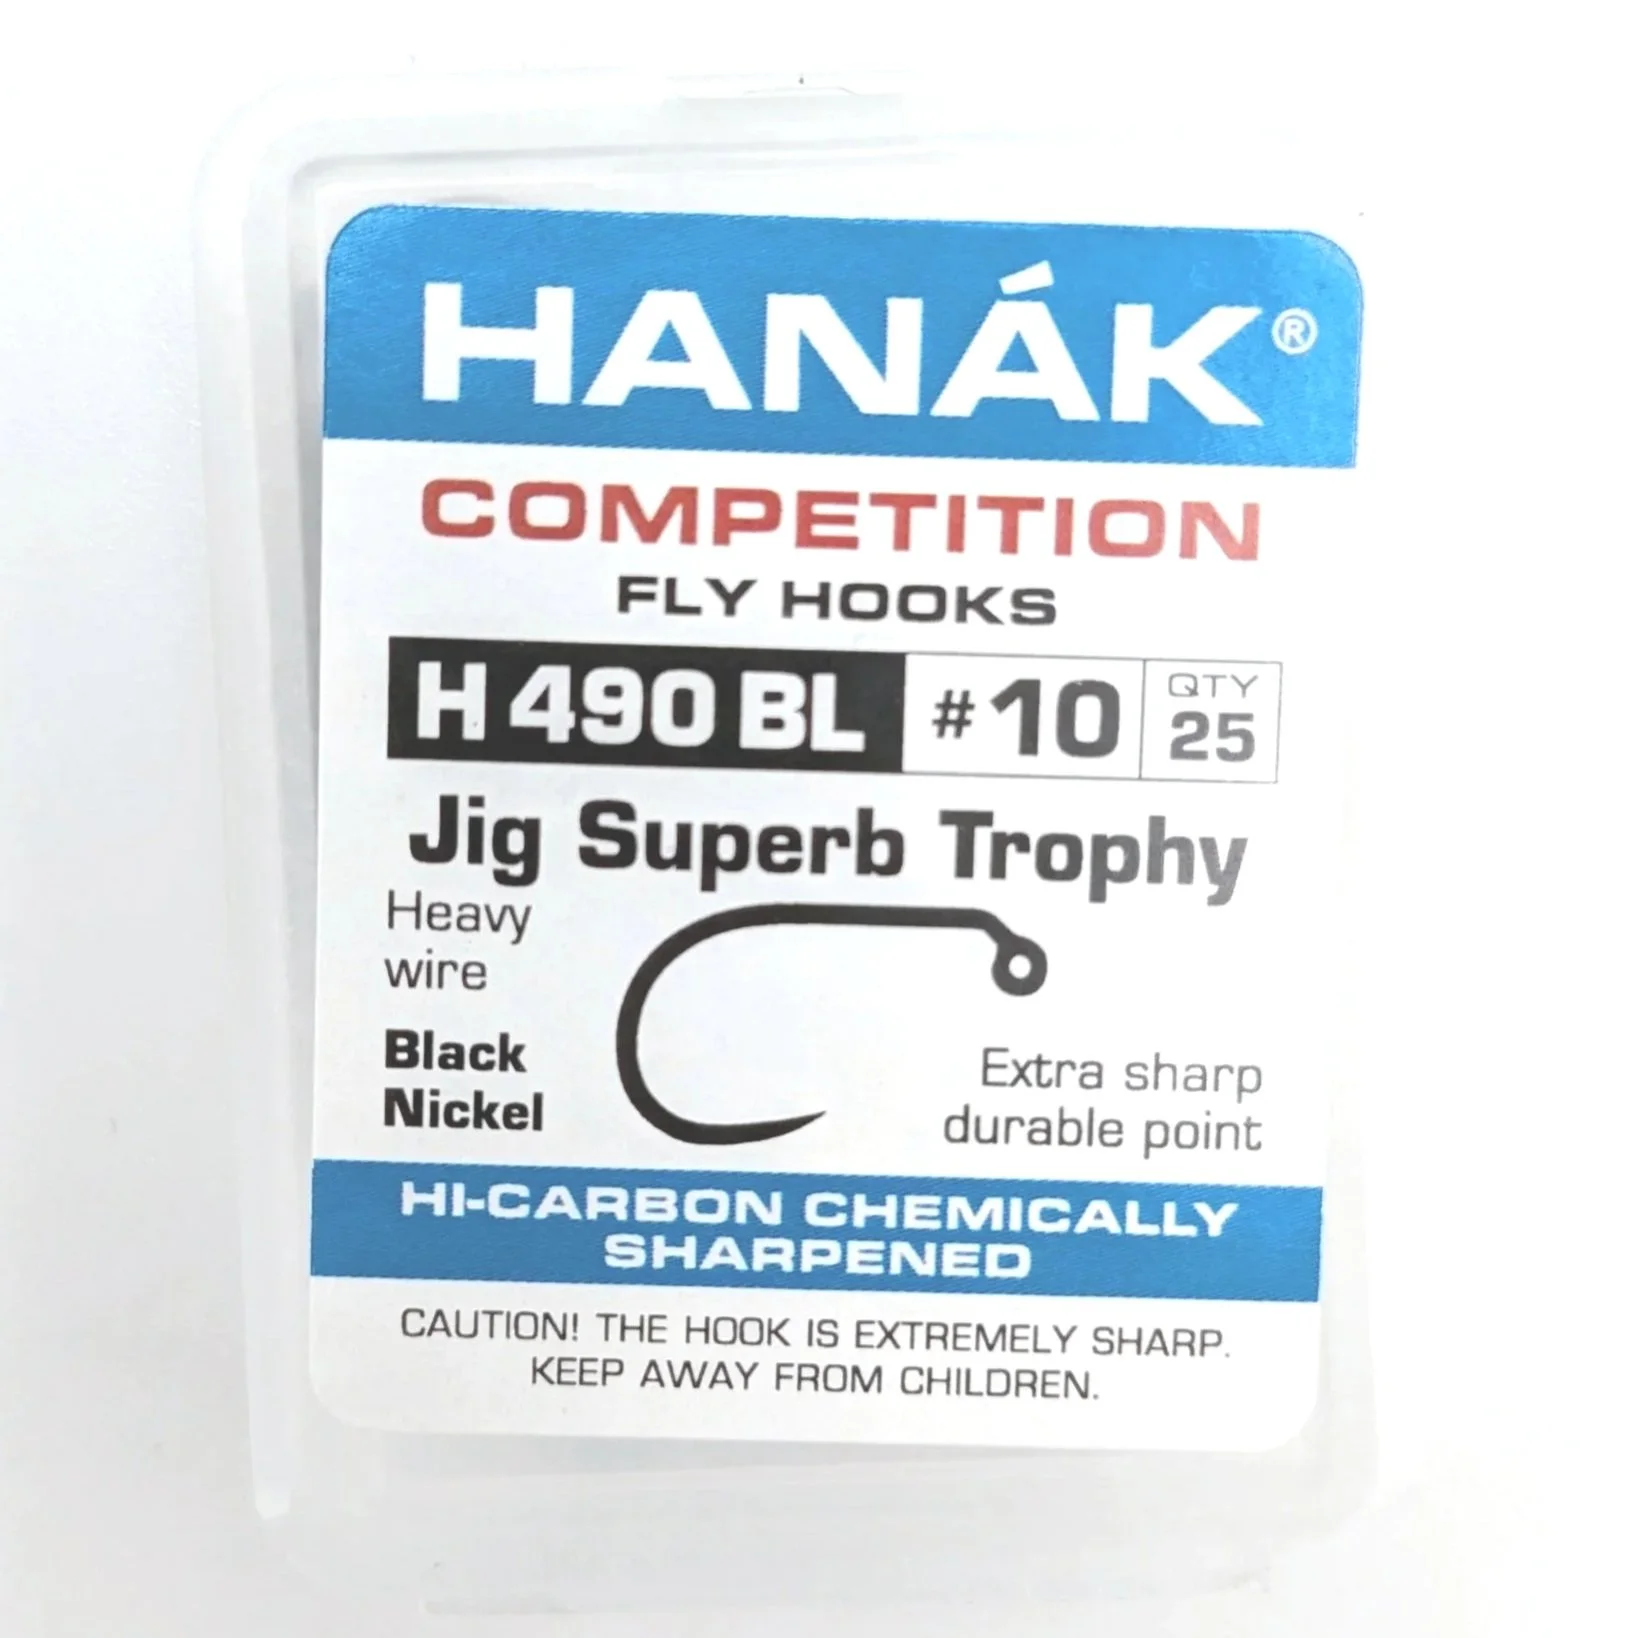 HANÁK®
COMPETITION
FLY HOOKS
H 490 BL #10 QTY 25
Jig Superb Trophy
Heavy
wire
Black
Nickel
Extra sharp
durable point
HI-CARBON CHEMICALLY
SHARPENED
CAUTION! THE HOOK IS EXTREMELY SHARP.
KEEP AWAY FROM CHILDREN.